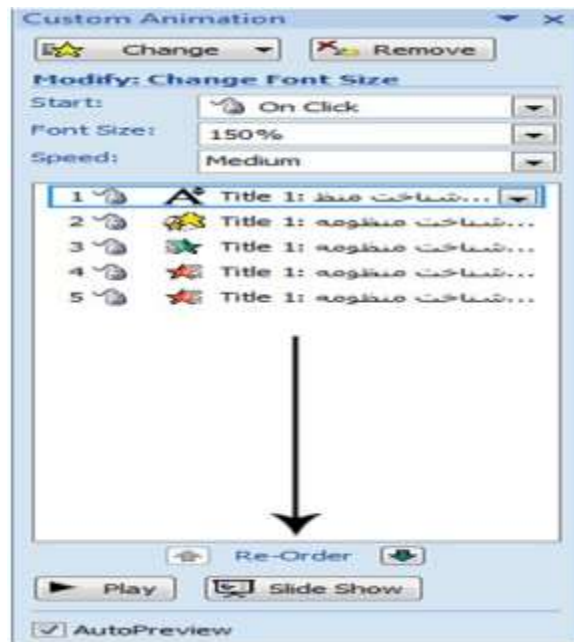 Custom Animation
Change Remove
Modify: Change Font Size
Start: On Click
Font Size: 150%
Speed: Medium
1 Title 1: شناخت منظ...
2 Title 1: شناخت منظومه...
3 Title 1: شناخت منظومه...
4 Title 1: شناخت منظومه...
5 Title 1: شناخت منظومه...
Re-Order
Play Slide Show
AutoPreview